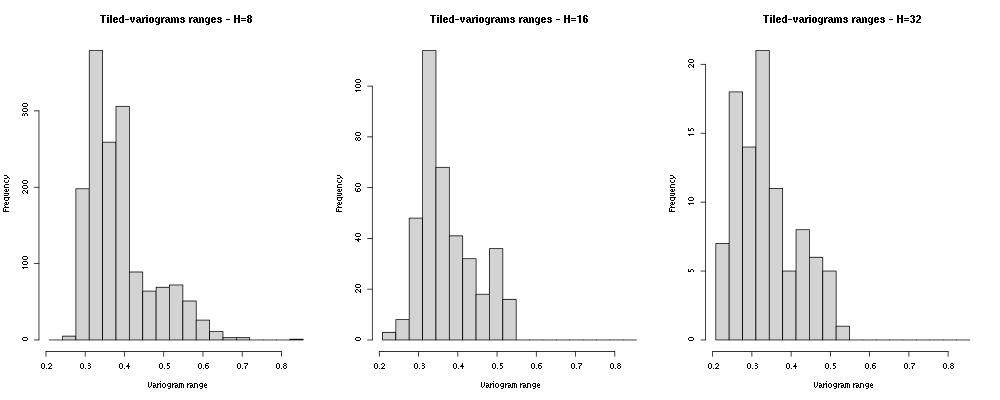 Tiled-variograms ranges - H=8
Frequency
0
100
200
300
0.2 0.3 0.4 0.5 0.6 0.7 0.8
Variogram range
Tiled-variograms ranges - H=16
Frequency
0
20
40
60
80
100
0.2 0.3 0.4 0.5 0.6 0.7 0.8
Variogram range
Tiled-variograms ranges - H=32
Frequency
0
5
10
15
20
0.2 0.3 0.4 0.5 0.6 0.7 0.8
Variogram range